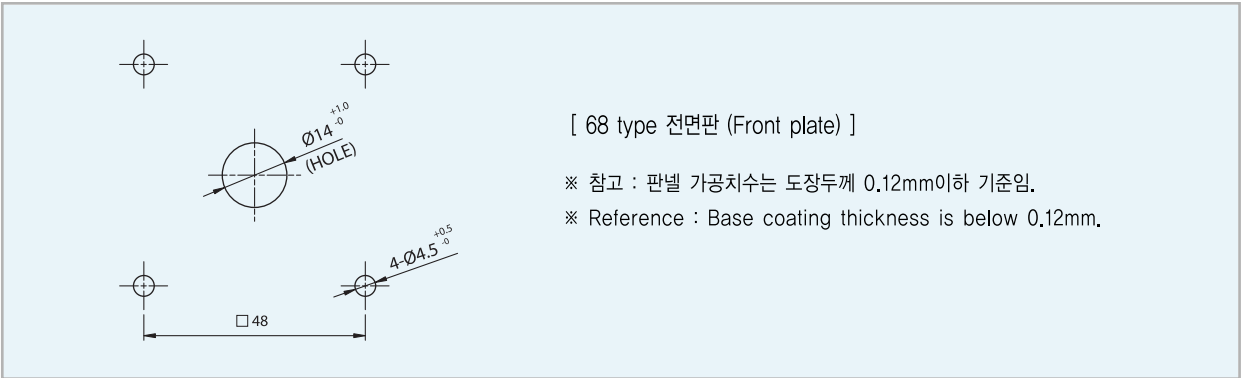 Ø14 +1.0 -0
(HOLE)
4-Ø4.5 +0.5 -0
□ 48
[ 68 type 전면판 (Front plate) ]
※ 참고 : 판넬 가공치수는 도장두께 0.12mm이하 기준임.
※ Reference : Base coating thickness is below 0.12mm.